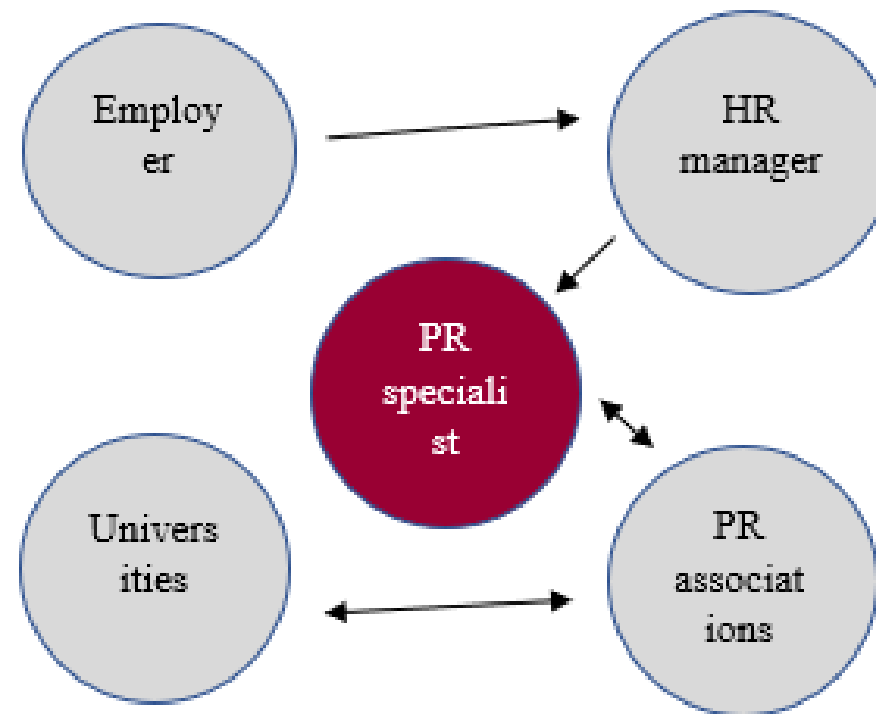 Employ
er
HR
manager
PR
speciali
st
Univers
ities
PR
associat
ions